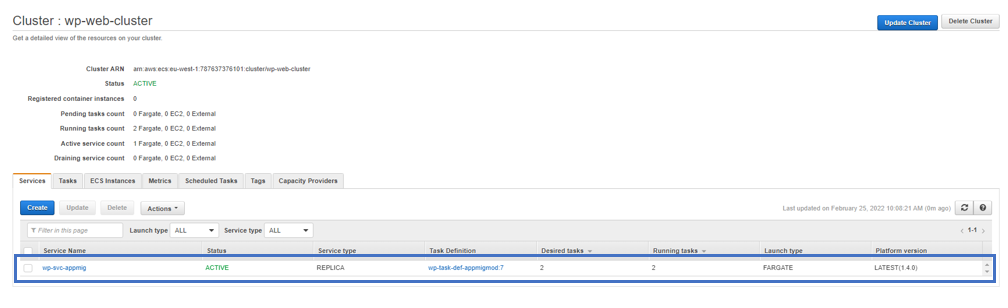 Cluster : wp-web-cluster
Update Cluster Delete Cluster
Get a detailed view of the resources on your cluster.
Cluster ARN arn:aws:ecs:eu-west-1:787637376101:cluster/wp-web-cluster
Status ACTIVE
Registered container instances 0
Pending tasks count 0 Fargate, 0 EC2, 0 External
Running tasks count 2 Fargate, 0 EC2, 0 External
Active service count 1 Fargate, 0 EC2, 0 External
Draining service count 0 Fargate, 0 EC2, 0 External
Services Tasks ECS Instances Metrics Scheduled Tasks Tags Capacity Providers
Create Update Delete Actions Last updated on February 25, 2022 10:00:21 AM (0m ago)
Filter in this page Launch type ALL Service type ALL 1-1
Service Name Status Service type Task Definition Desired tasks Running tasks Launch type Platform version
wp-svc-appmig ACTIVE REPLICA wp-task-def-appmigmod:7 2 2 FARGATE LATEST(1.4.0)